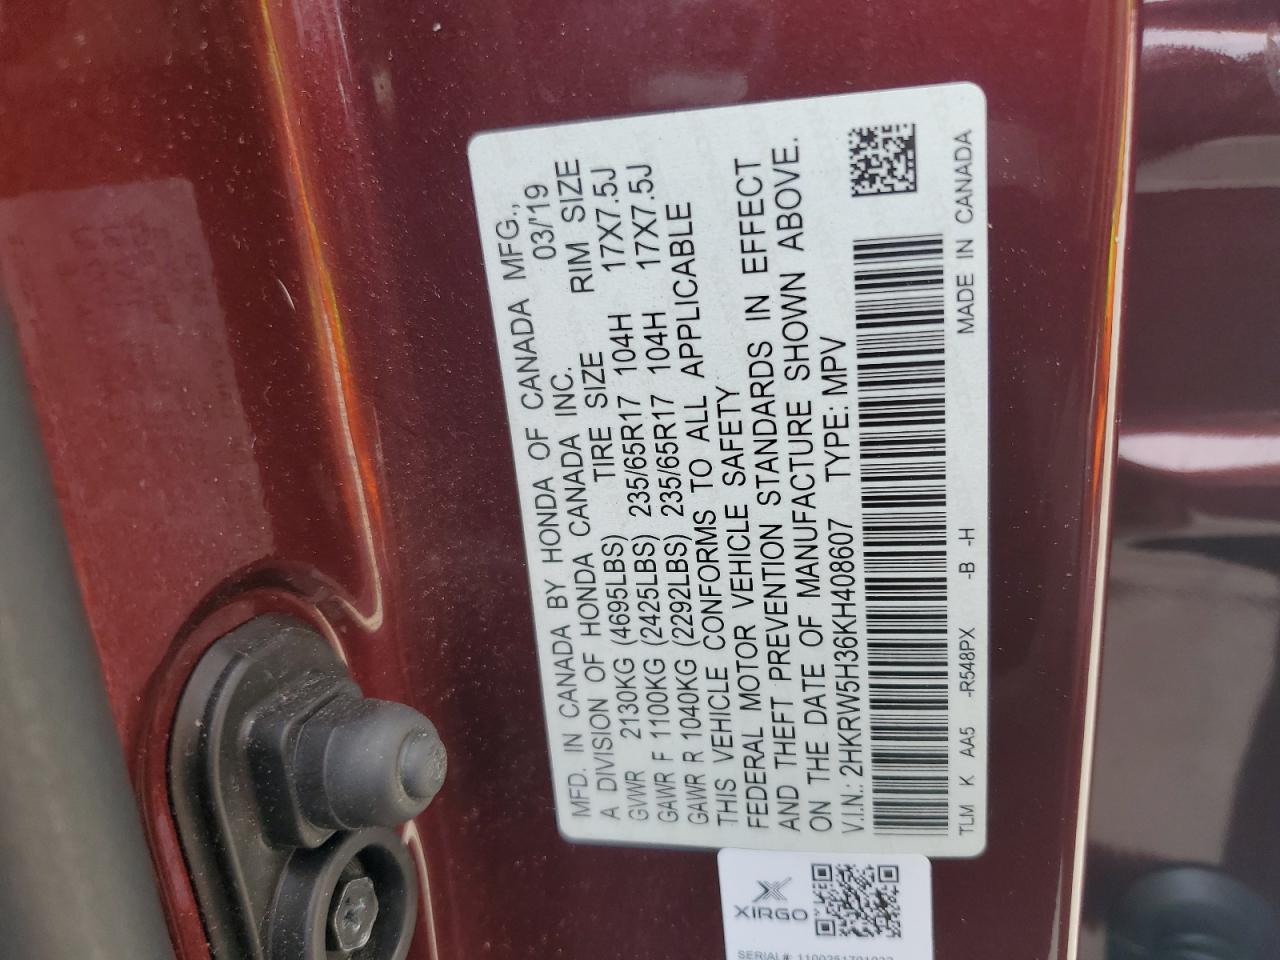 MFD. IN CANADA BY HONDA OF CANADA MFG.,
A DIVISION OF HONDA CANADA INC. 03/'19
GVWR 2130KG (4695LBS) TIRE SIZE RIM SIZE
GAWR F 1100KG (2425LBS) 235/65R17 104H 17X7.5J
GAWR R 1040KG (2292LBS) 235/65R17 104H 17X7.5J
THIS VEHICLE CONFORMS TO ALL APPLICABLE
FEDERAL MOTOR VEHICLE SAFETY
AND THEFT PREVENTION STANDARDS IN EFFECT
ON THE DATE OF MANUFACTURE SHOWN ABOVE.
V.I.N.: 2HKRW5H36KH408607 TYPE: MPV
TLM K AA5 -R548PX -B -H MADE IN CANADA
XIRGO
SERIAL#: